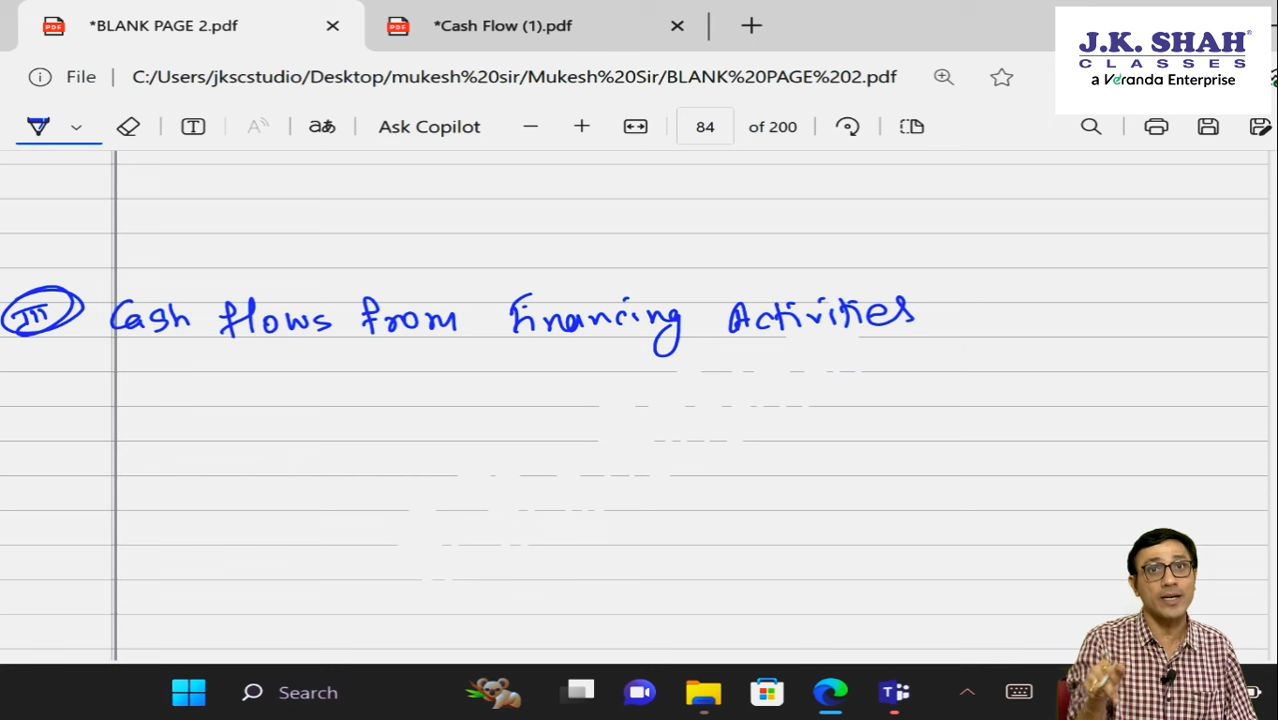 *BLANK PAGE 2.pdf
*Cash Flow (1).pdf
J.K. SHAH
CLASSES
a Veranda Enterprise
File
C:/Users/jkscstudio/Desktop/mukesh%20sir/Mukesh%20Sir/BLANK%20PAGE%202.pdf
Ask Copilot
84 of 200
III Cash flows from Financing Activities
Search